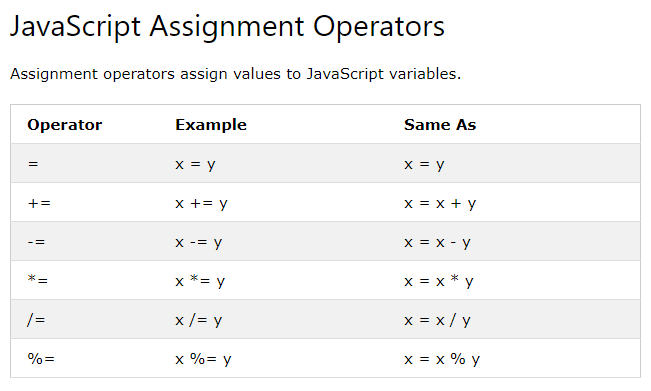 JavaScript Assignment Operators
Assignment operators assign values to JavaScript variables.
Operator Example Same As
= x = y x = y
+= x += y x = x + y
-= x -= y x = x - y
*= x *= y x = x * y
/= x /= y x = x / y
%= x %= y x = x % y